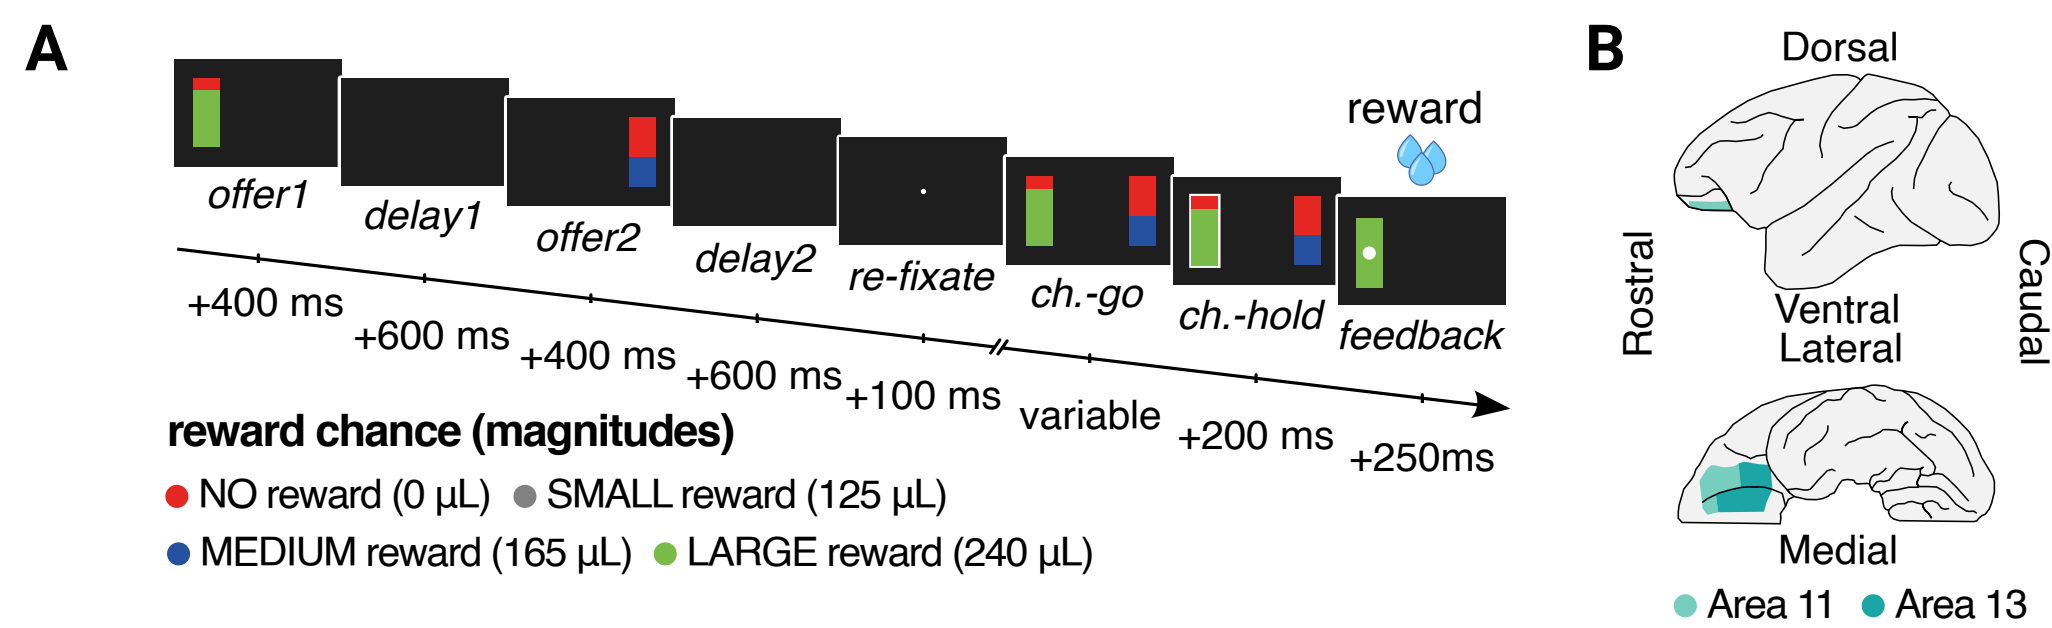 A
offer1
delay1
offer2
delay2
re-fixate
ch.-go
ch.-hold
feedback
reward
+400 ms
+600 ms
+400 ms
+600 ms
+100 ms
variable
+200 ms
+250ms
reward chance (magnitudes)
NO reward (0 µL) SMALL reward (125 µL)
MEDIUM reward (165 µL) LARGE reward (240 µL)
B
Dorsal
Rostral
Caudal
Ventral
Lateral
Medial
Area 11 Area 13